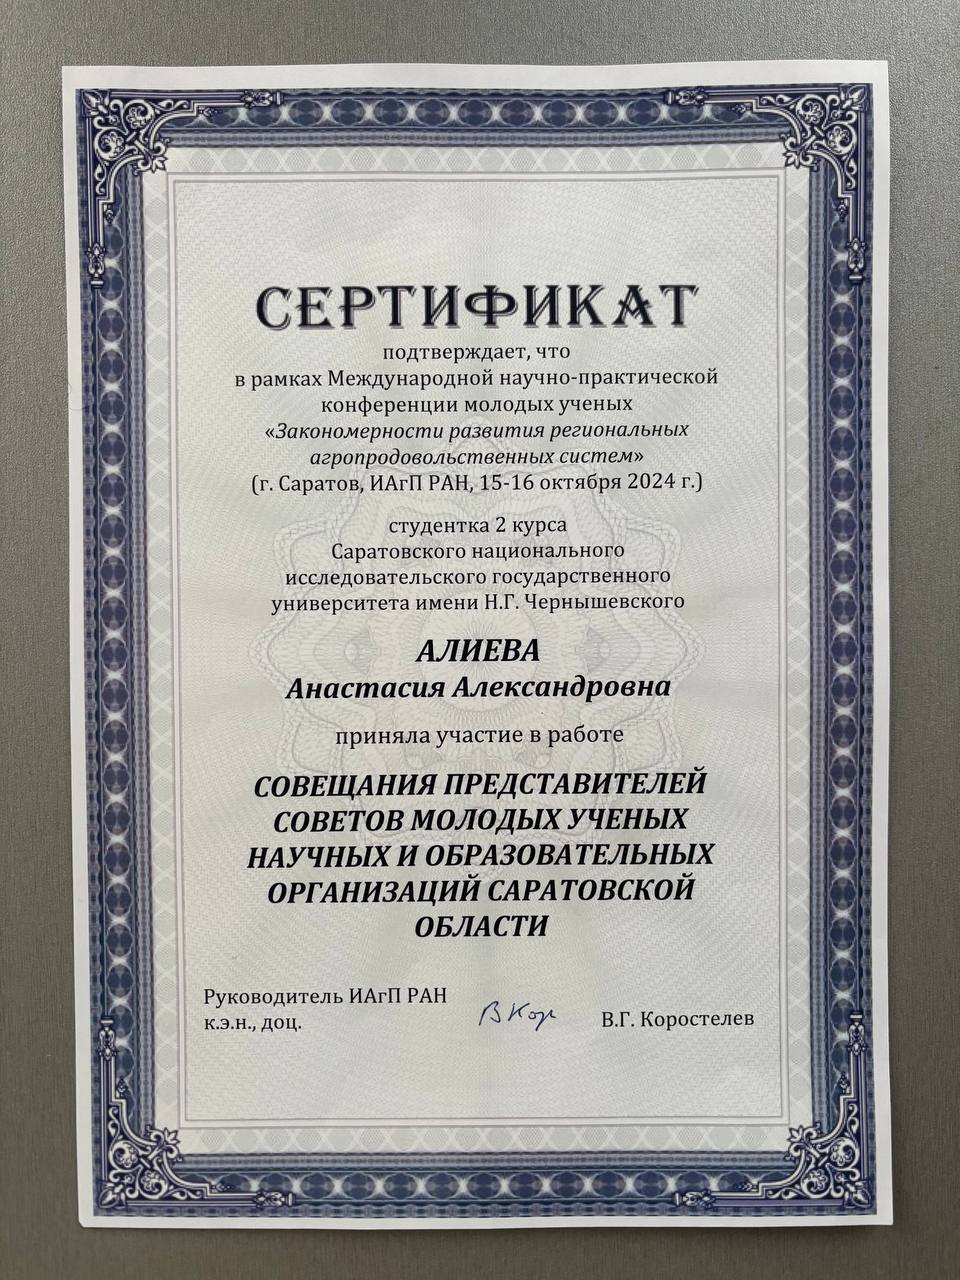 СЕРТИФИКАТ
подтверждает, что
в рамках Международной научно-практической
конференции молодых ученых
«Закономерности развития региональных
агропродовольственных систем»
(г. Саратов, ИАгП РАН, 15-16 октября 2024 г.)
студентка 2 курса
Саратовского национального
исследовательского государственного
университета имени Н.Г. Чернышевского
АЛИЕВА
Анастасия Александровна
приняла участие в работе
СОВЕЩАНИЯ ПРЕДСТАВИТЕЛЕЙ
СОВЕТОВ МОЛОДЫХ УЧЕНЫХ
НАУЧНЫХ И ОБРАЗОВАТЕЛЬНЫХ
ОРГАНИЗАЦИЙ САРАТОВСКОЙ
ОБЛАСТИ
Руководитель ИАгП РАН
к.э.н., доц.
В Кор
В.Г. Коростелев